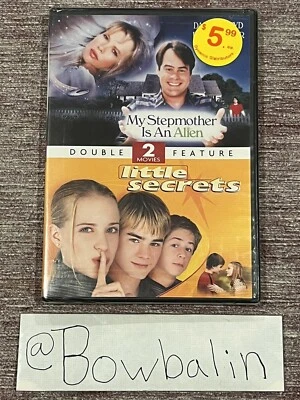 $5.99
My Stepmother
Is An Alien
DOUBLE 2 FEATURE
MOVIES
little
secrets
@Bowbalin